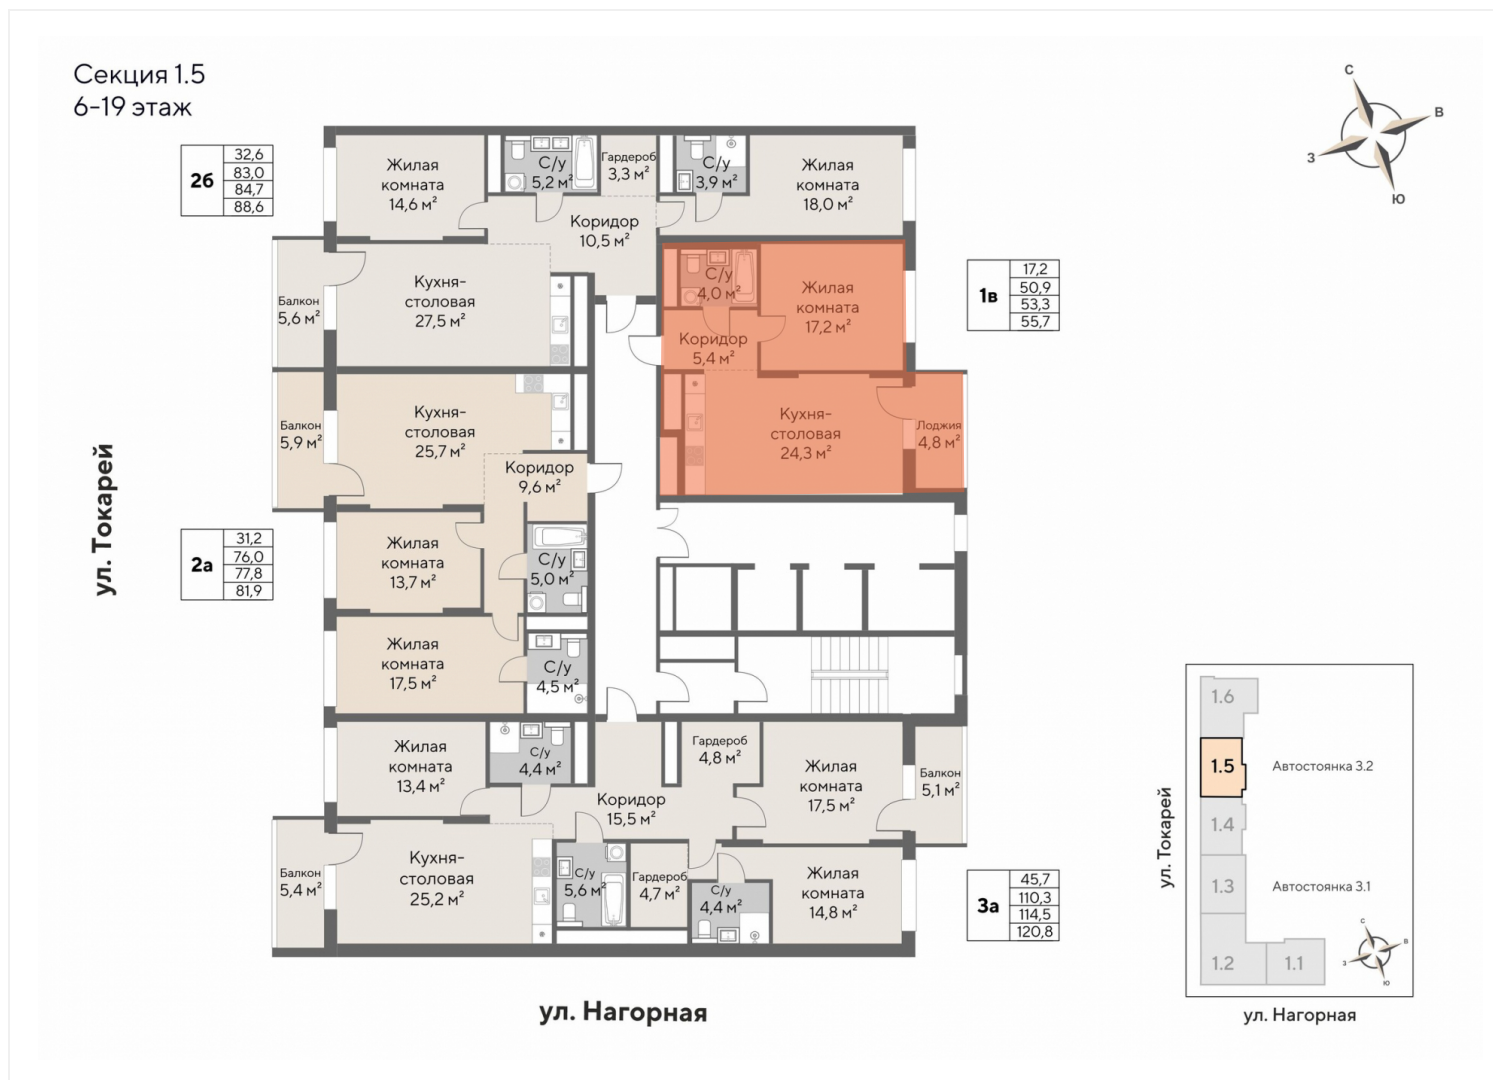 Секция 1.5
6-19 этаж
С
В
З
Ю
2б
32,6
83,0
84,7
88,6
Жилая
комната
14,6 м²
С/у
5,2 м²
Гардероб
3,3 м²
С/у
3,9 м²
Жилая
комната
18,0 м²
Коридор
10,5 м²
Балкон
5,6 м²
Кухня-
столовая
27,5 м²
С/у
4,0 м²
Жилая
комната
17,2 м²
Коридор
5,4 м²
1в
17,2
50,9
53,3
55,7
Балкон
5,9 м²
Кухня-
столовая
25,7 м²
Коридор
9,6 м²
Кухня-
столовая
24,3 м²
Лоджия
4,8 м²
ул. Токарей
2а
31,2
76,0
77,8
81,9
Жилая
комната
13,7 м²
С/у
5,0 м²
Жилая
комната
17,5 м²
С/у
4,5 м²
Жилая
комната
13,4 м²
С/у
4,4 м²
Гардероб
4,8 м²
Жилая
комната
17,5 м²
Балкон
5,1 м²
Коридор
15,5 м²
Балкон
5,4 м²
Кухня-
столовая
25,2 м²
С/у
5,6 м²
Гардероб
4,7 м²
С/у
4,4 м²
Жилая
комната
14,8 м²
3а
45,7
110,3
114,5
120,8
ул. Нагорная
1.6
1.5
Автостоянка 3.2
1.4
1.3
Автостоянка 3.1
1.2
1.1
ул. Токарей
С
В
З
Ю
ул. Нагорная